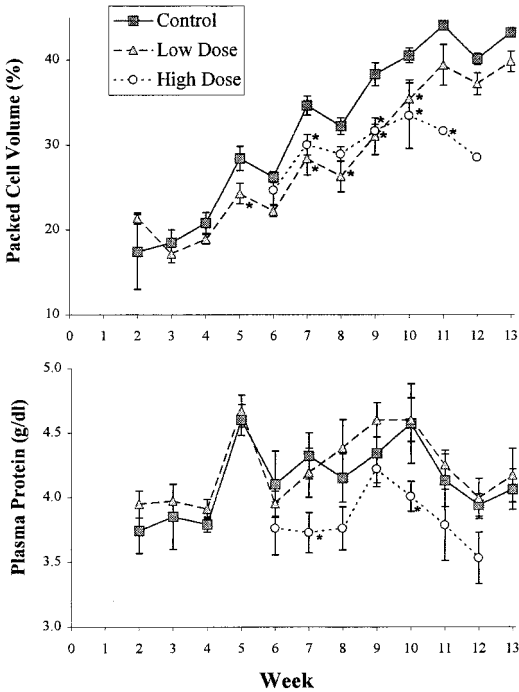 Control
Low Dose
High Dose
Packed Cell Volume (%)
40
30
20
10
* * * * * * * * * *
0 1 2 3 4 5 6 7 8 9 10 11 12 13
Plasma Protein (g/dl)
5.0
4.5
4.0
3.5
3.0
* *
0 1 2 3 4 5 6 7 8 9 10 11 12 13
Week